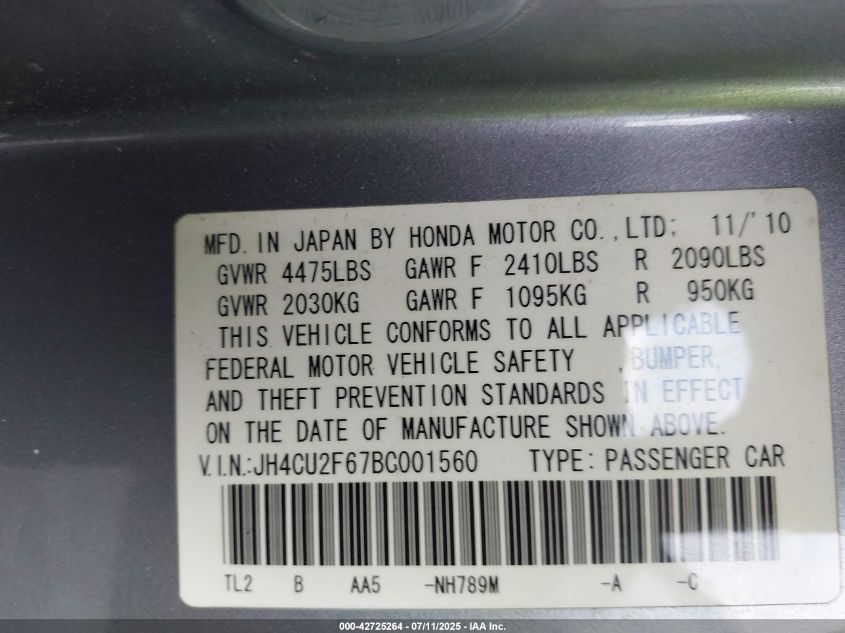 MFD. IN JAPAN BY HONDA MOTOR CO., LTD; 11/'10
GVWR 4475LBS GAWR F 2410LBS R 2090LBS
GVWR 2030KG GAWR F 1095KG R 950KG
THIS VEHICLE CONFORMS TO ALL APPLICABLE
FEDERAL MOTOR VEHICLE SAFETY ,BUMPER,
AND THEFT PREVENTION STANDARDS IN EFFECT
ON THE DATE OF MANUFACTURE SHOWN ABOVE.
V.I.N.:JH4CU2F67BC001560 TYPE: PASSENGER CAR
TL2 B AA5 -NH789M -A -C
000-42725264 - 07/11/2025 - IAA Inc.